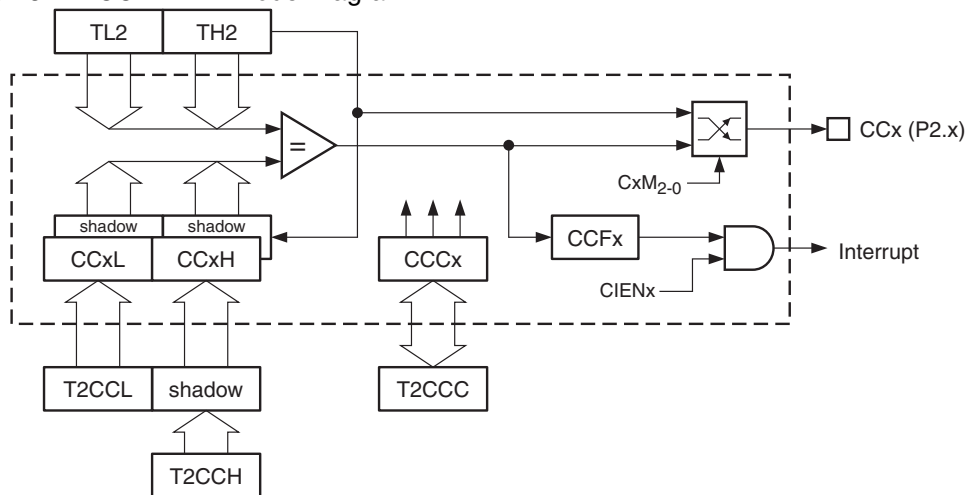 TL2 TH2
=
CCx (P2.x)
CxM2-0
shadow shadow
CCxL CCxH
CCCx
CCFx
Interrupt
CIENx
T2CCL shadow
T2CCC
T2CCH